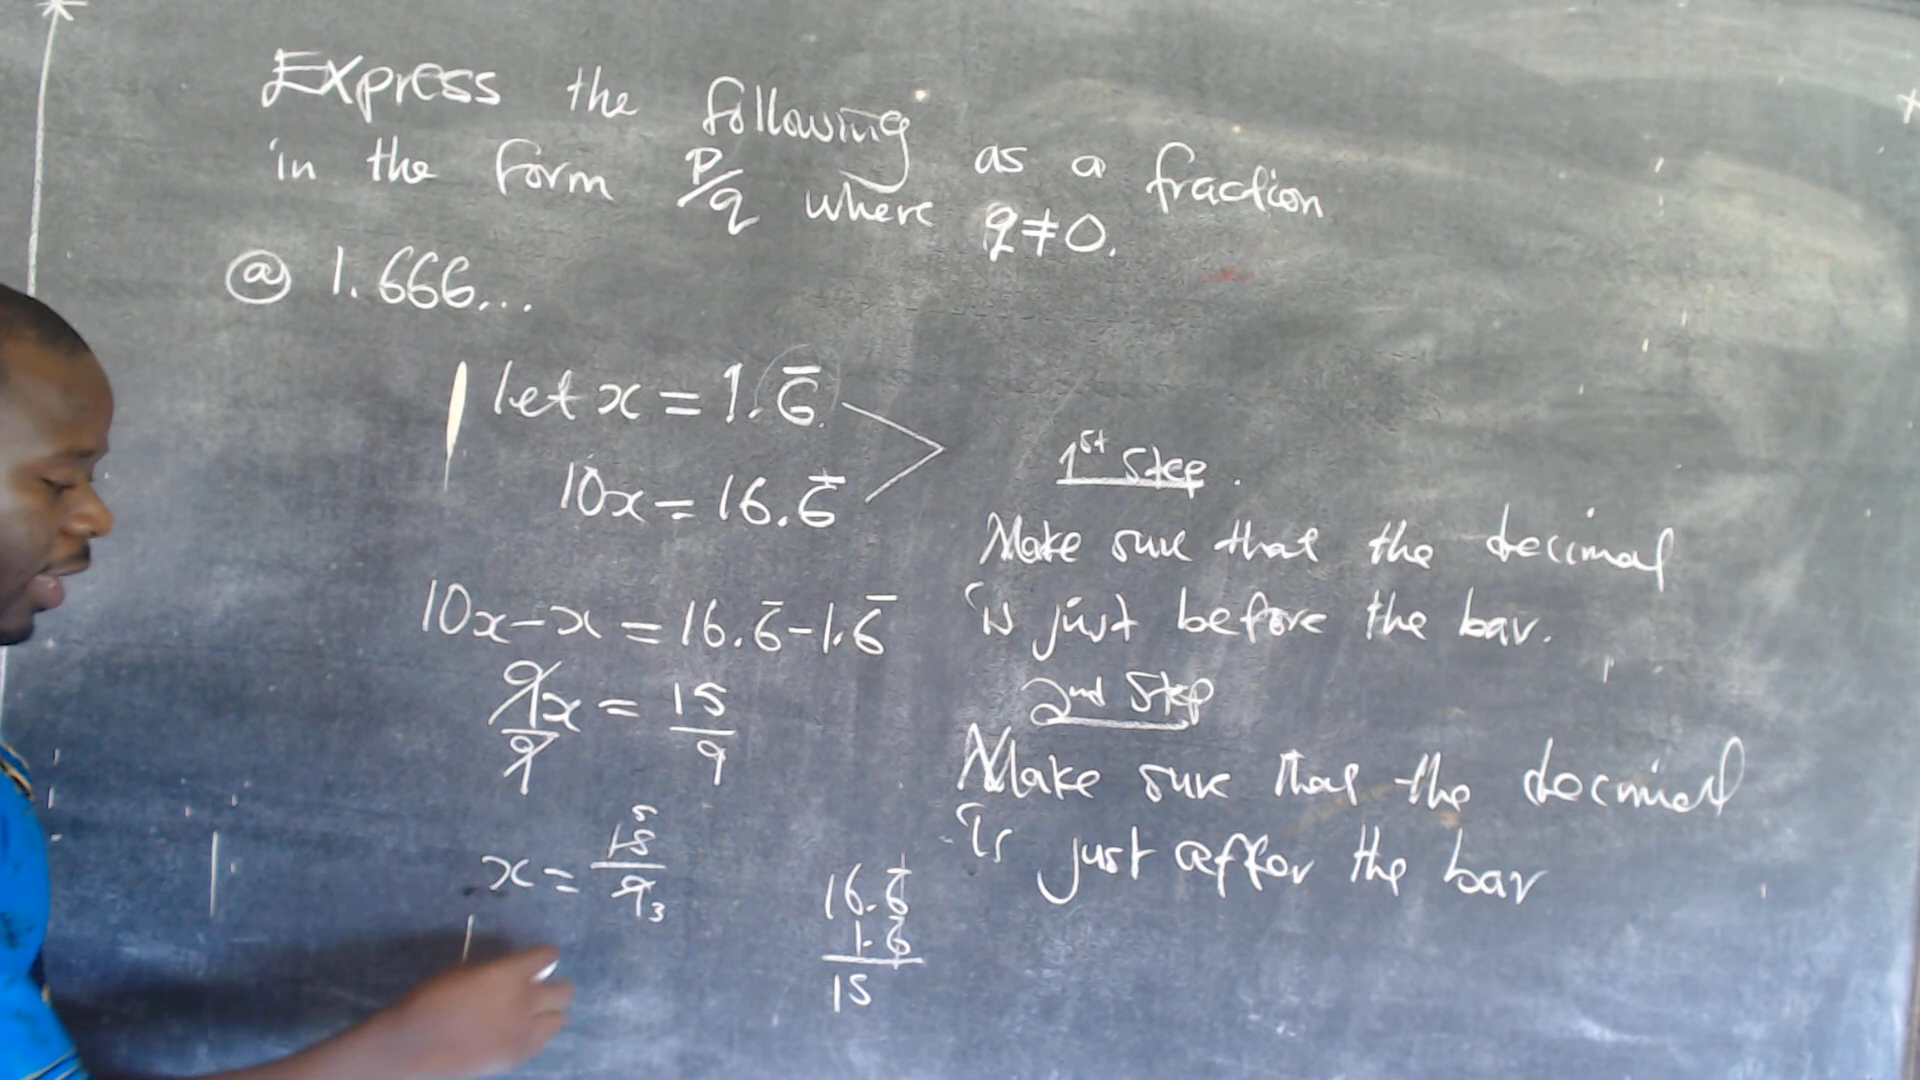 Express the following as a fraction
in the form P/q where q≠0.
(a) 1.666...
let x = 1.6̅
10x = 16.6̅
10x-x = 16.6̅-1.6̅
9x/9 = 15/9
x = 15/9 5 3
16.6̅
1.6̅
15
1st Step.
Make sure that the decimal
is just before the bar.
2nd Step
Make sure that the decimal
is just after the bar